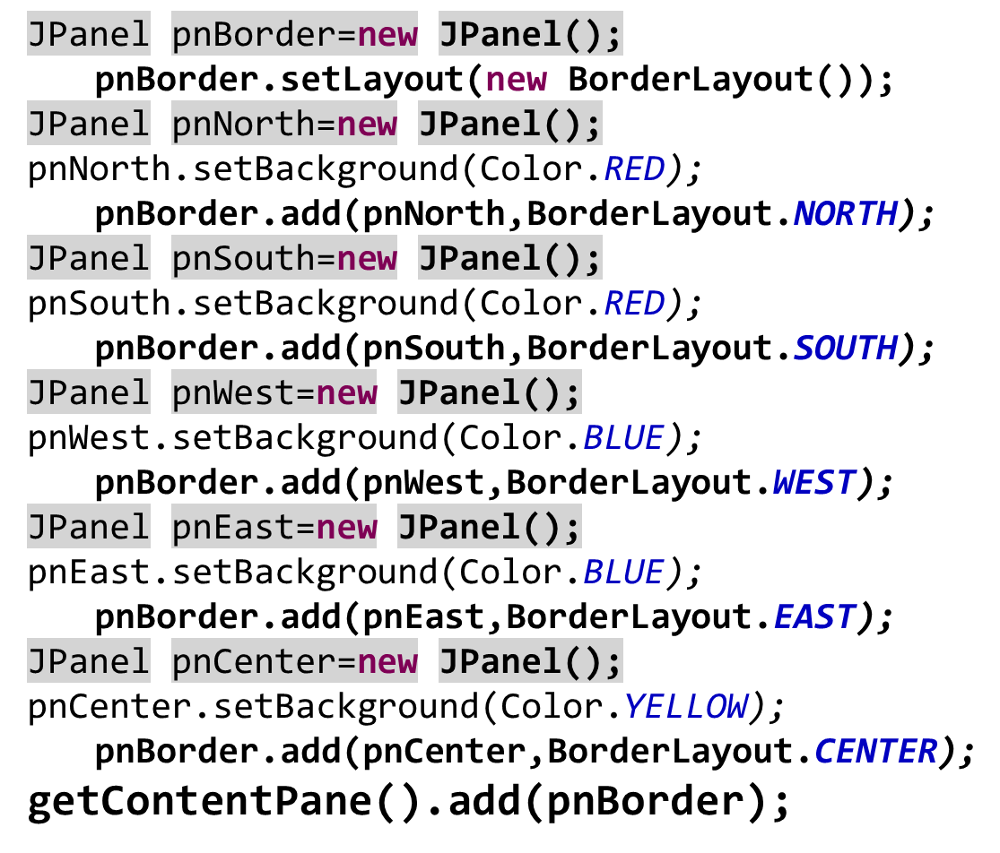 JPanel pnBorder=new JPanel();
pnBorder.setLayout(new BorderLayout());
JPanel pnNorth=new JPanel();
pnNorth.setBackground(Color.RED);
pnBorder.add(pnNorth,BorderLayout.NORTH);
JPanel pnSouth=new JPanel();
pnSouth.setBackground(Color.RED);
pnBorder.add(pnSouth,BorderLayout.SOUTH);
JPanel pnWest=new JPanel();
pnWest.setBackground(Color.BLUE);
pnBorder.add(pnWest,BorderLayout.WEST);
JPanel pnEast=new JPanel();
pnEast.setBackground(Color.BLUE);
pnBorder.add(pnEast,BorderLayout.EAST);
JPanel pnCenter=new JPanel();
pnCenter.setBackground(Color.YELLOW);
pnBorder.add(pnCenter,BorderLayout.CENTER);
getContentPane().add(pnBorder);